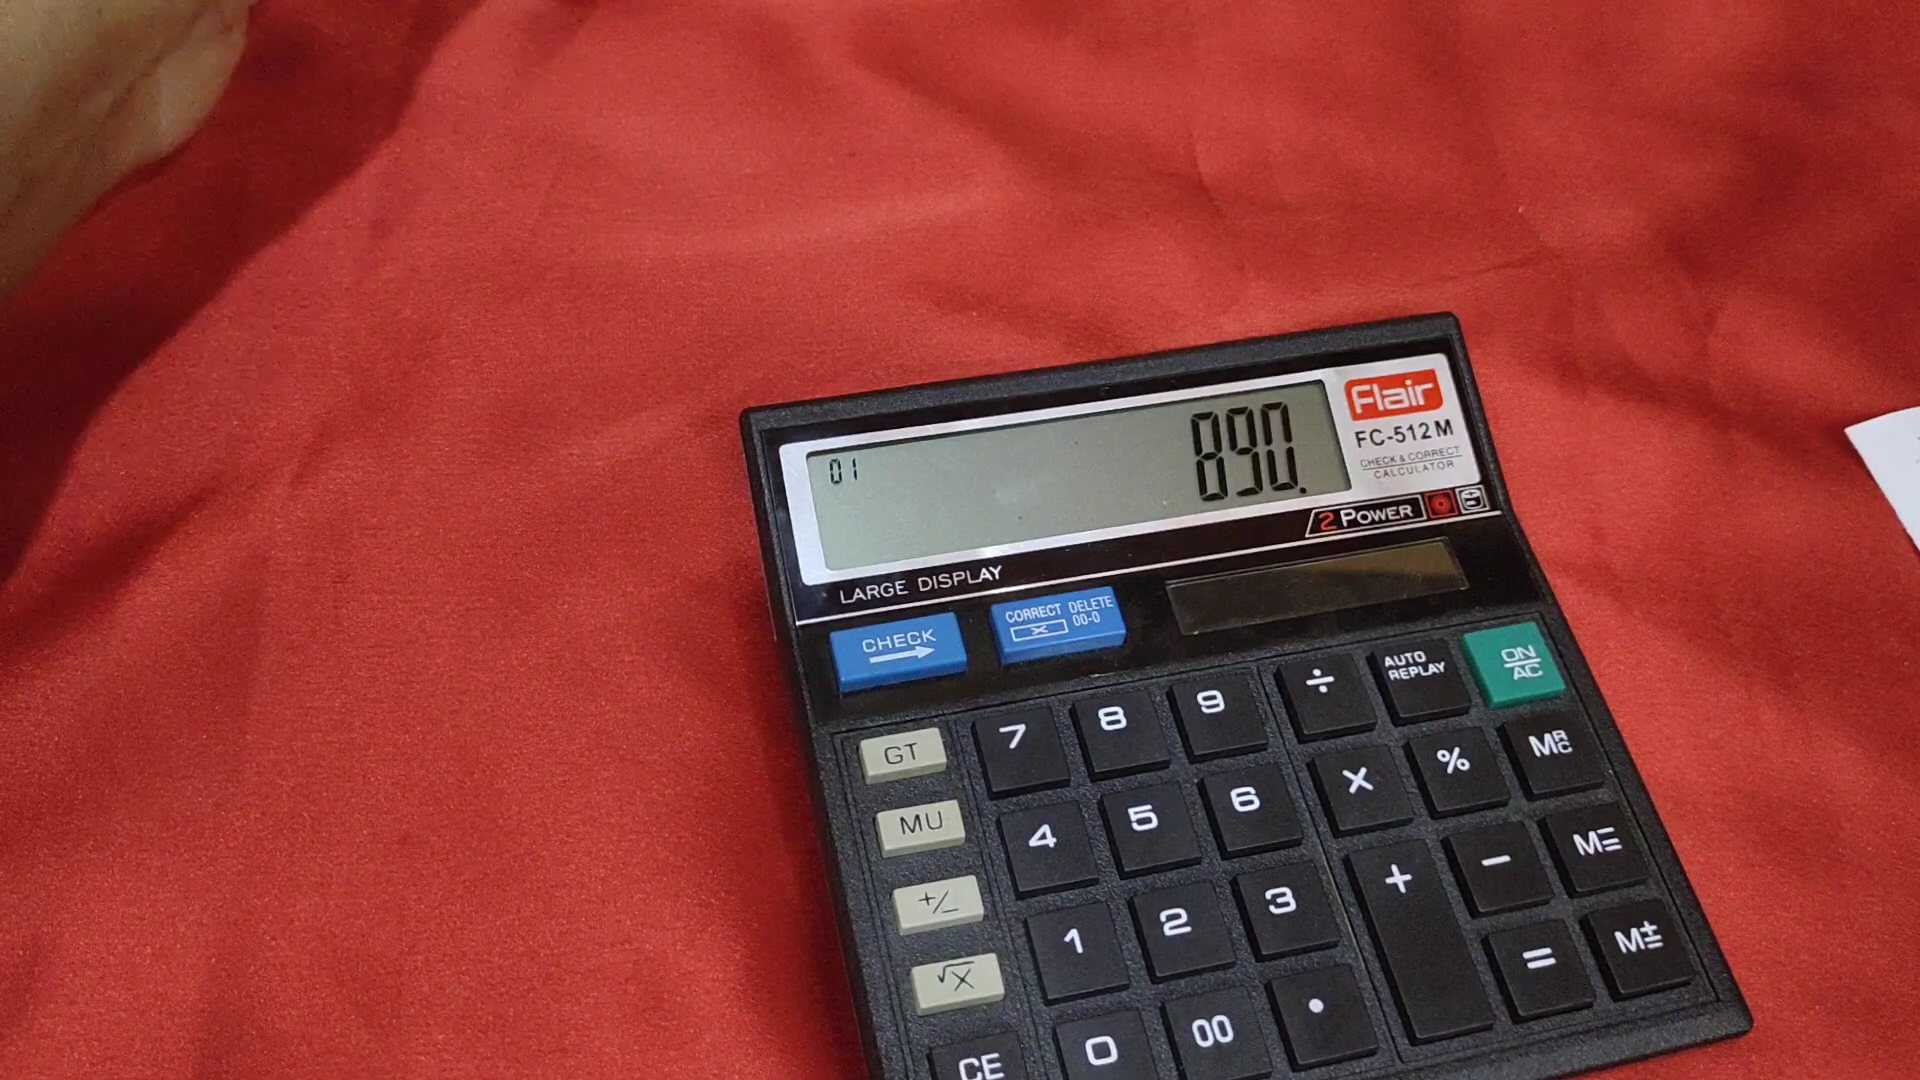 Flair
FC-512M
CHECK & CORRECT
CALCULATOR
01
890.
2 POWER
LARGE DISPLAY
CHECK
CORRECT DELETE
00-0
GT
7
8
9
÷
AUTO
REPLAY
ON
AC
MU
4
5
6
×
%
MRC
+/-
1
2
3
+
-
M=
√x
0
00
.
=
M±
CE